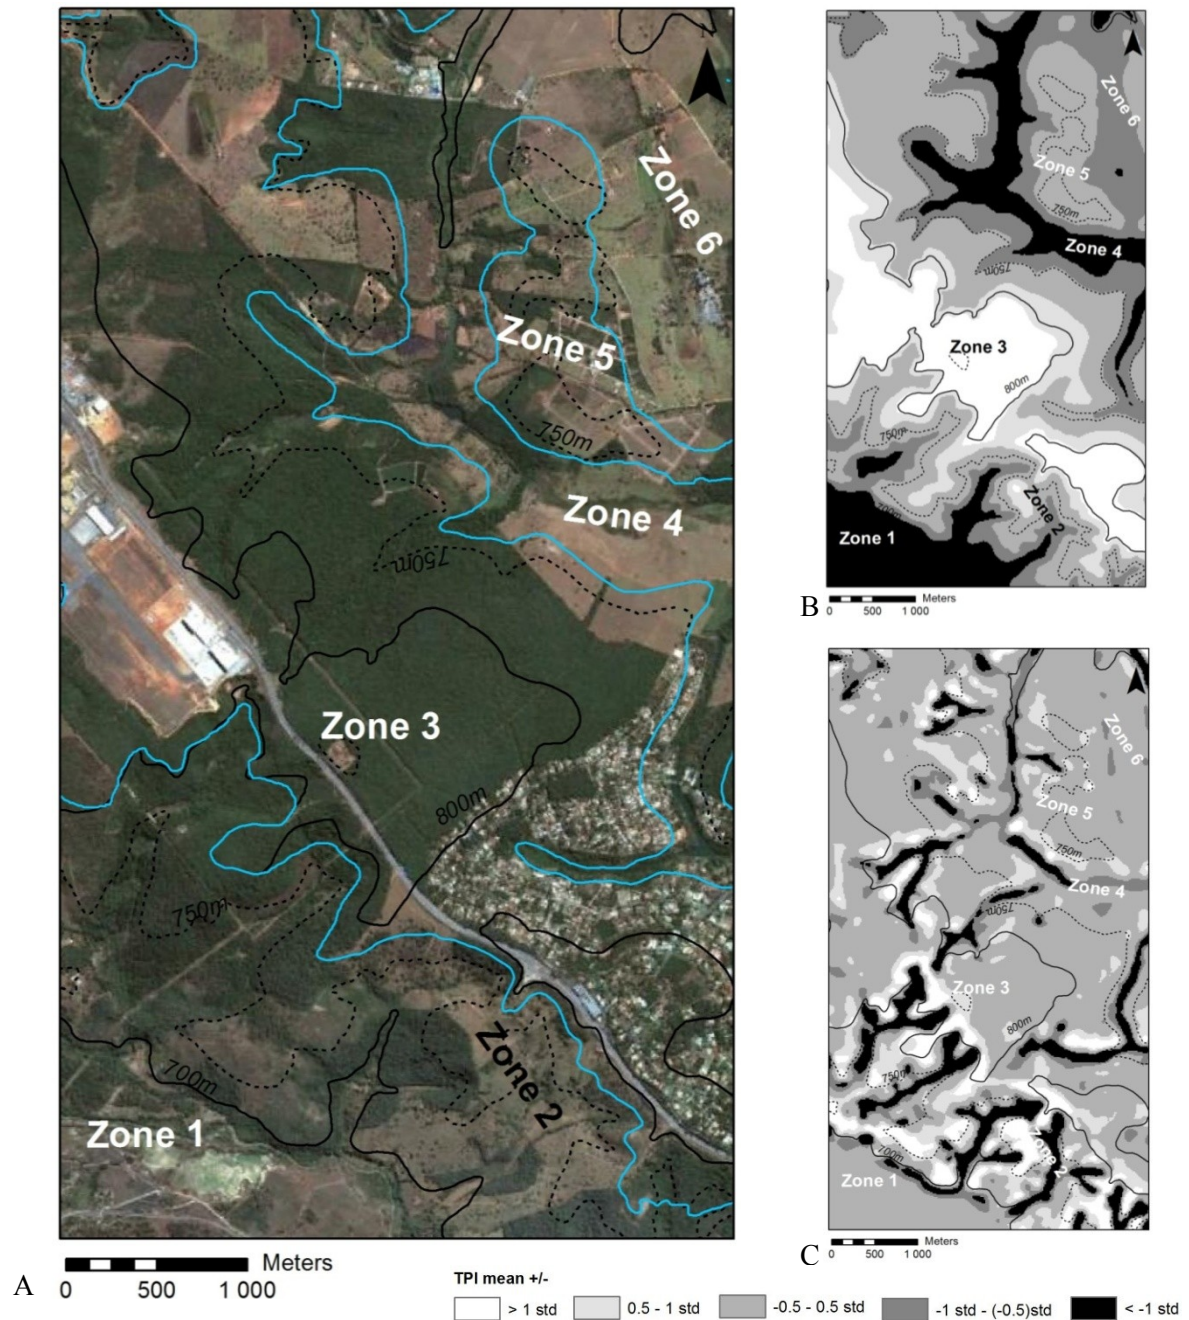 Zone 6
Zone 5
750m
Zone 4
750m
Zone 3
800m
750m
Zone 2
700m
Zone 1
A
Meters
0 500 1 000
Zone 6
Zone 5
750m
Zone 4
750m
Zone 3
800m
750m
Zone 2
700m
Zone 1
B
Meters
0 500 1 000
Zone 6
Zone 5
750m
Zone 4
750m
Zone 3
800m
750m
Zone 2
700m
Zone 1
C
Meters
0 500 1 000
TPI mean +/-
> 1 std 0.5 - 1 std -0.5 - 0.5 std -1 std - (-0.5)std < -1 std